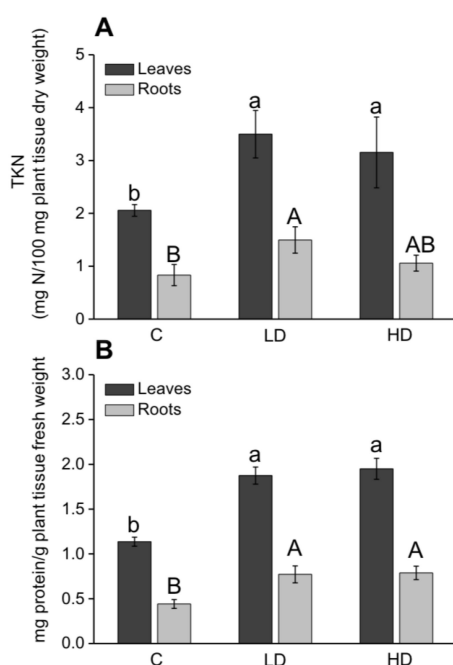 A
TKN
(mg N/100 mg plant tissue dry weight)
5
4
3
2
1
0
Leaves
Roots
b
B
a
A
a
AB
C
LD
HD
B
mg protein/g plant tissue fresh weight
3.0
2.5
2.0
1.5
1.0
0.5
0.0
Leaves
Roots
b
B
a
A
a
A
C
LD
HD